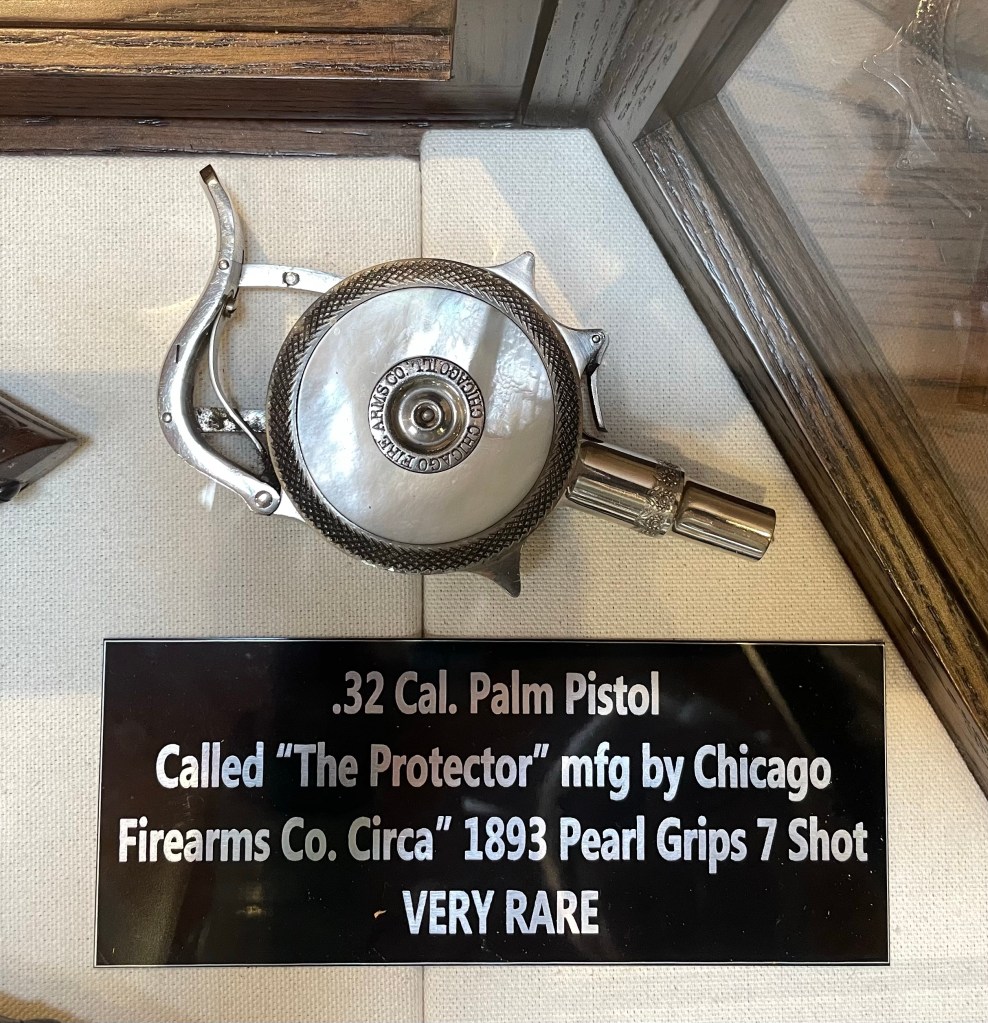 CHICAGO FIRE ARMS CO. CHICAGO ILL.
.32 Cal. Palm Pistol
Called “The Protector” mfg by Chicago
Firearms Co. Circa” 1893 Pearl Grips 7 Shot
VERY RARE